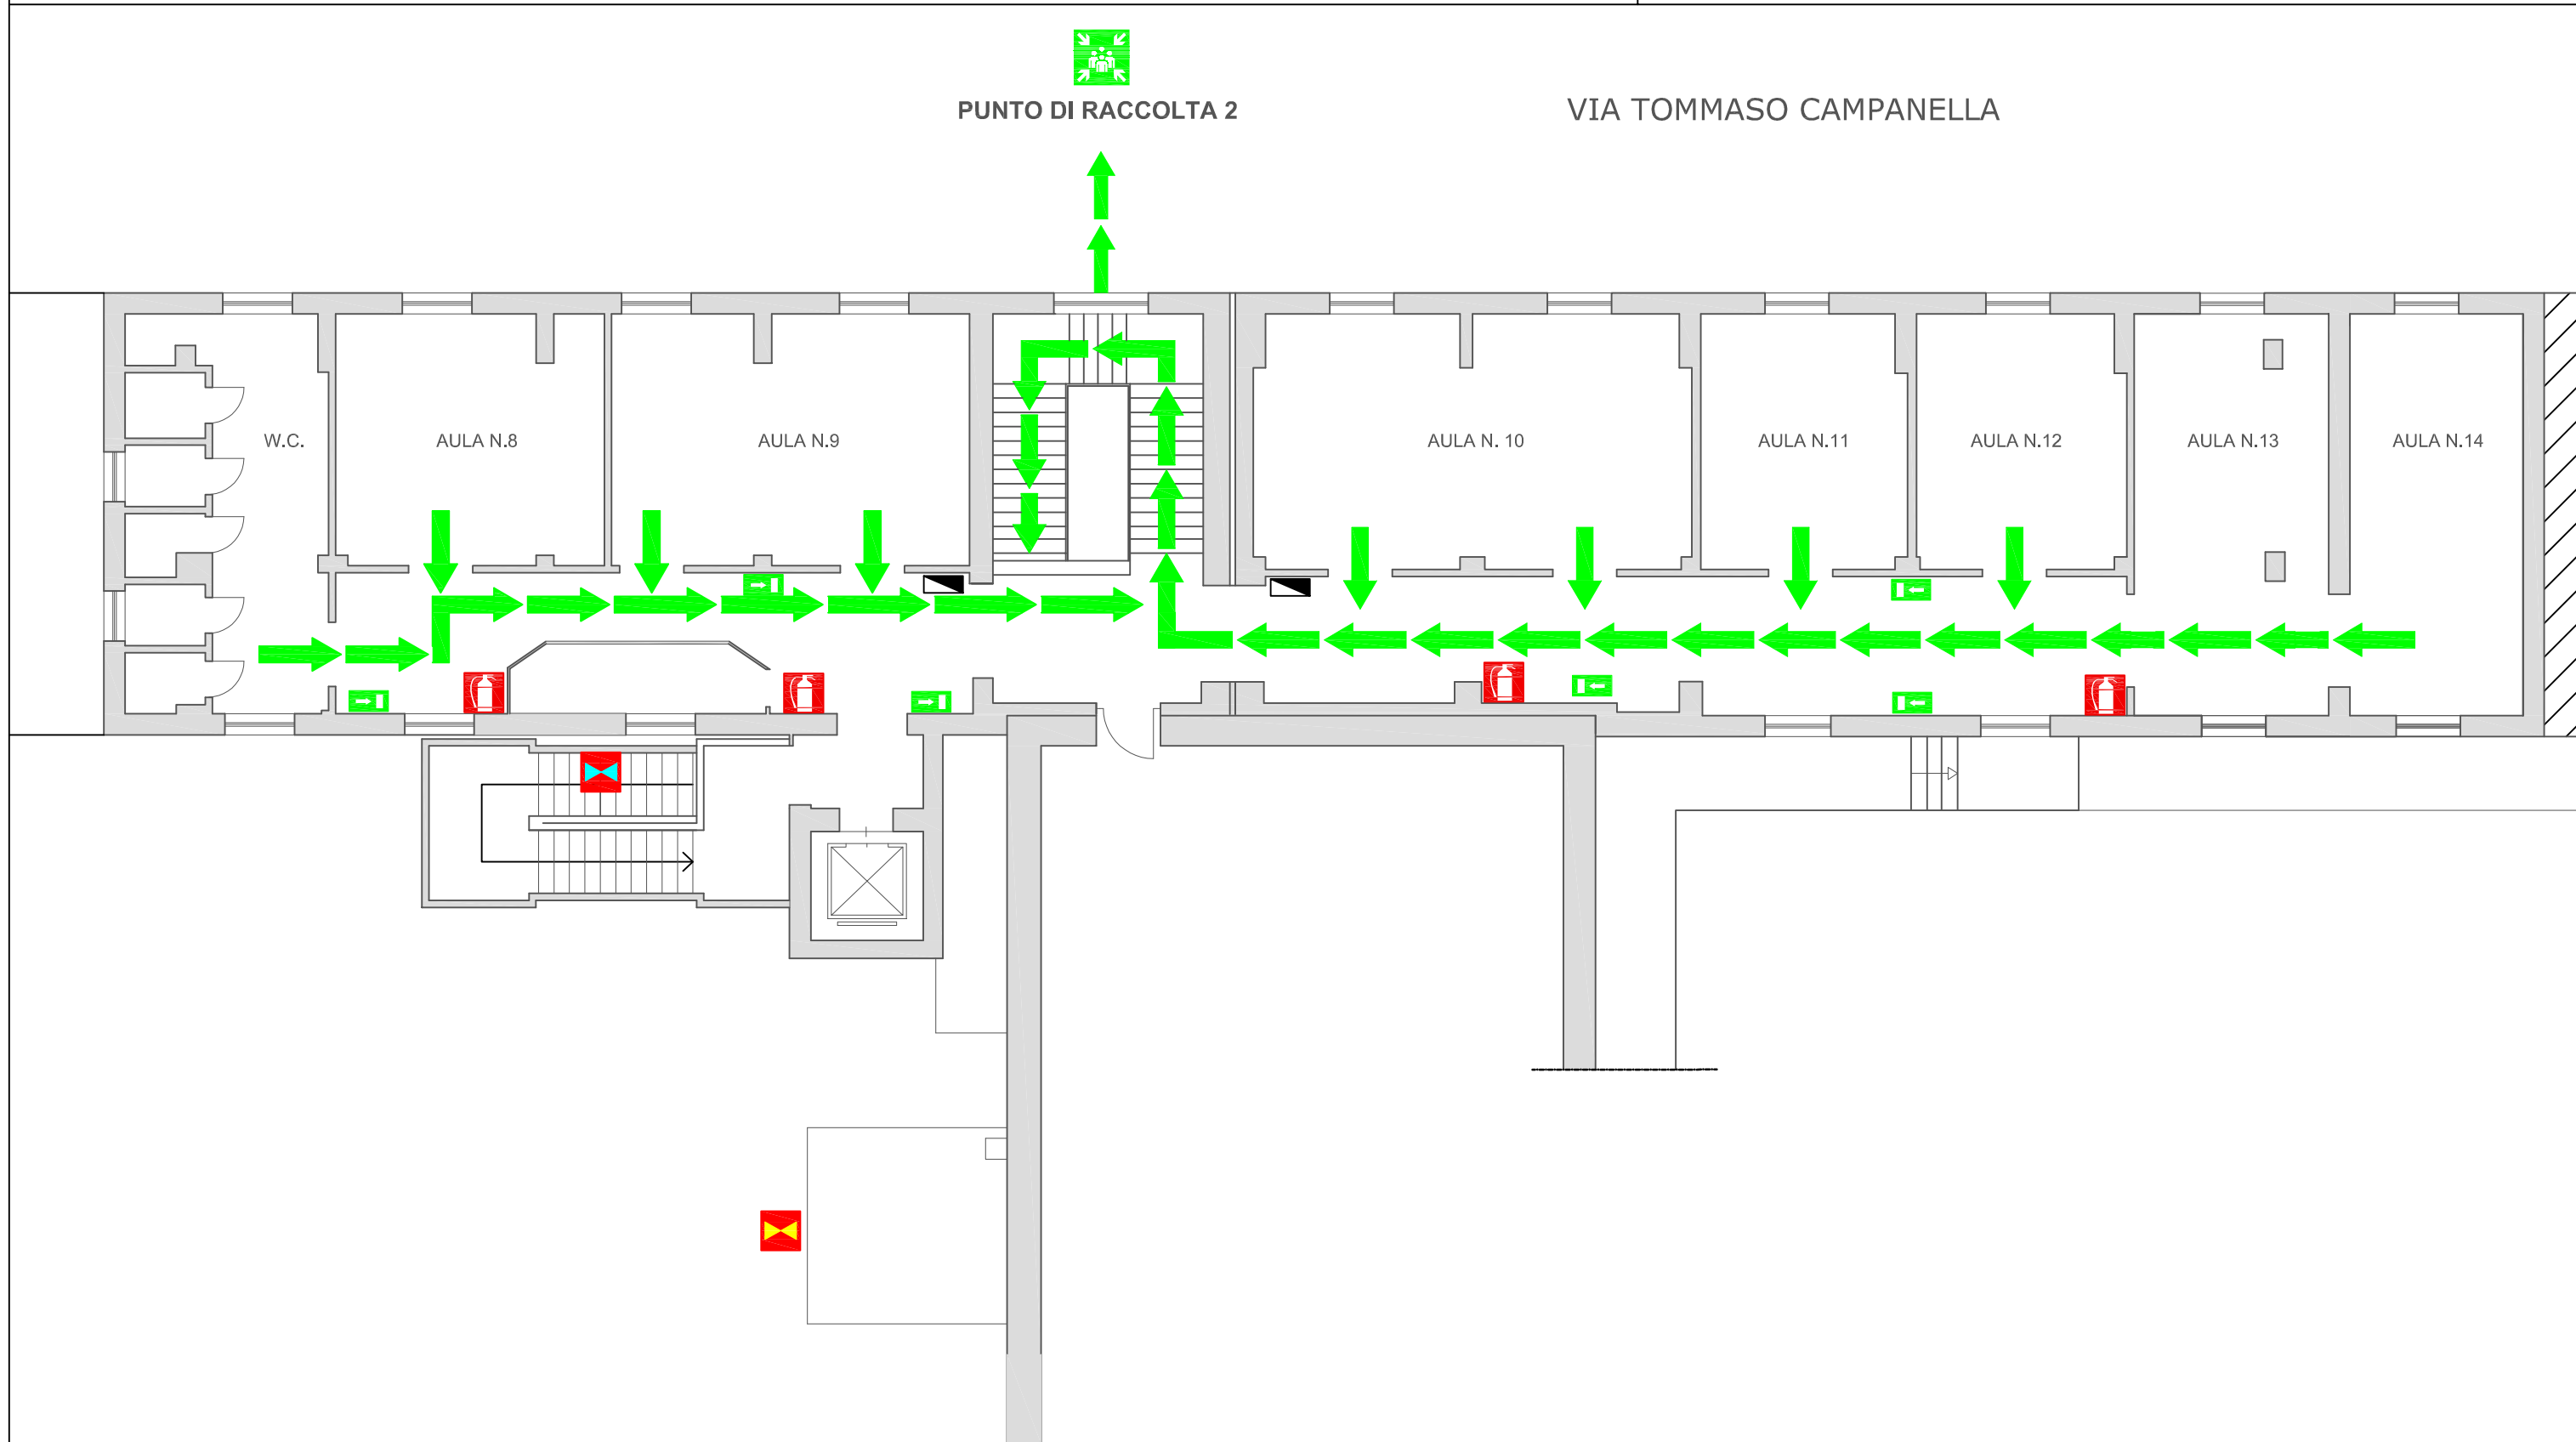 PUNTO DI RACCOLTA 2
VIA TOMMASO CAMPANELLA
W.C.
AULA N.8
AULA N.9
AULA N. 10
AULA N.11
AULA N.12
AULA N.13
AULA N.14